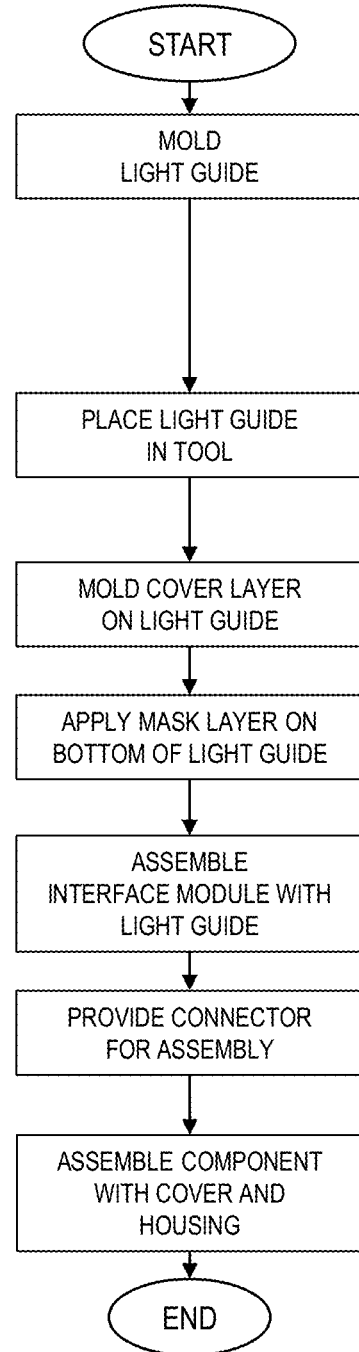 START
MOLD
LIGHT GUIDE
PLACE LIGHT GUIDE
IN TOOL
MOLD COVER LAYER
ON LIGHT GUIDE
APPLY MASK LAYER ON
BOTTOM OF LIGHT GUIDE
ASSEMBLE
INTERFACE MODULE WITH
LIGHT GUIDE
PROVIDE CONNECTOR
FOR ASSEMBLY
ASSEMBLE COMPONENT
WITH COVER AND
HOUSING
END